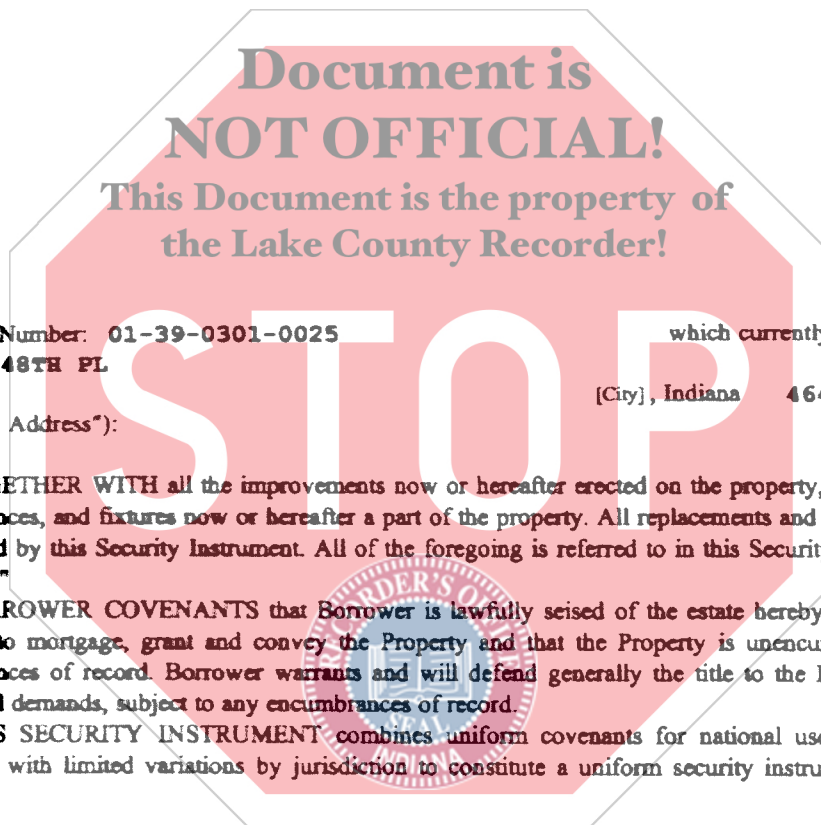 Document is
NOT OFFICIAL!
This Document is the property of
the Lake County Recorder!
STOP
Number: 01-39-0301-0025 which currently
48TH PL
[City], Indiana 464
Address"):
ETHER WITH all the improvements now or hereafter erected on the property,
ces, and fixtures now or hereafter a part of the property. All replacements and
by this Security Instrument. All of the foregoing is referred to in this Securit
"
ROWER COVENANTS that Borrower is lawfully seised of the estate hereby
o mortgage, grant and convey the Property and that the Property is unencu
ces of record. Borrower warrants and will defend generally the title to the
demands, subject to any encumbrances of record.
S SECURITY INSTRUMENT combines uniform covenants for national use
with limited variations by jurisdiction to constitute a uniform security instru
SEAL
INDIANA